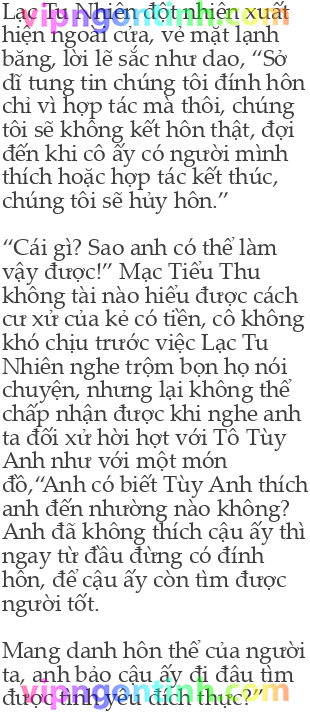 Lạc Tu Nhiên đột nhiên xuất
hiện ngoài cửa, vẻ mặt lạnh
băng, lời lẽ sắc như dao, “Sở
dĩ tung tin chúng tôi đính hôn
chỉ vì hợp tác mà thôi, chúng
tôi sẽ không kết hôn thật, đợi
đến khi cô ấy có người mình
thích hoặc hợp tác kết thúc,
chúng tôi sẽ hủy hôn.”
“Cái gì? Sao anh có thể làm
vậy được!” Mạc Tiểu Thu
không tài nào hiểu được cách
cư xử của kẻ có tiền, cô không
khó chịu trước việc Lạc Tu
Nhiên nghe trộm bọn họ nói
chuyện, nhưng lại không thể
chấp nhận được khi nghe anh
ta đối xử hời hợt với Tô Tùy
Anh như với một món
đồ,“Anh có biết Tùy Anh thích
anh đến nhường nào không?
Anh đã không thích cậu ấy thì
ngay từ đầu đừng có đính
hôn, để cậu ấy còn tìm được
người tốt.
Mang danh hôn thể của người
ta, anh bảo cậu ấy đi đâu tìm
được tình yêu đích thực?”
vipngontinh.com
vipngontinh.com